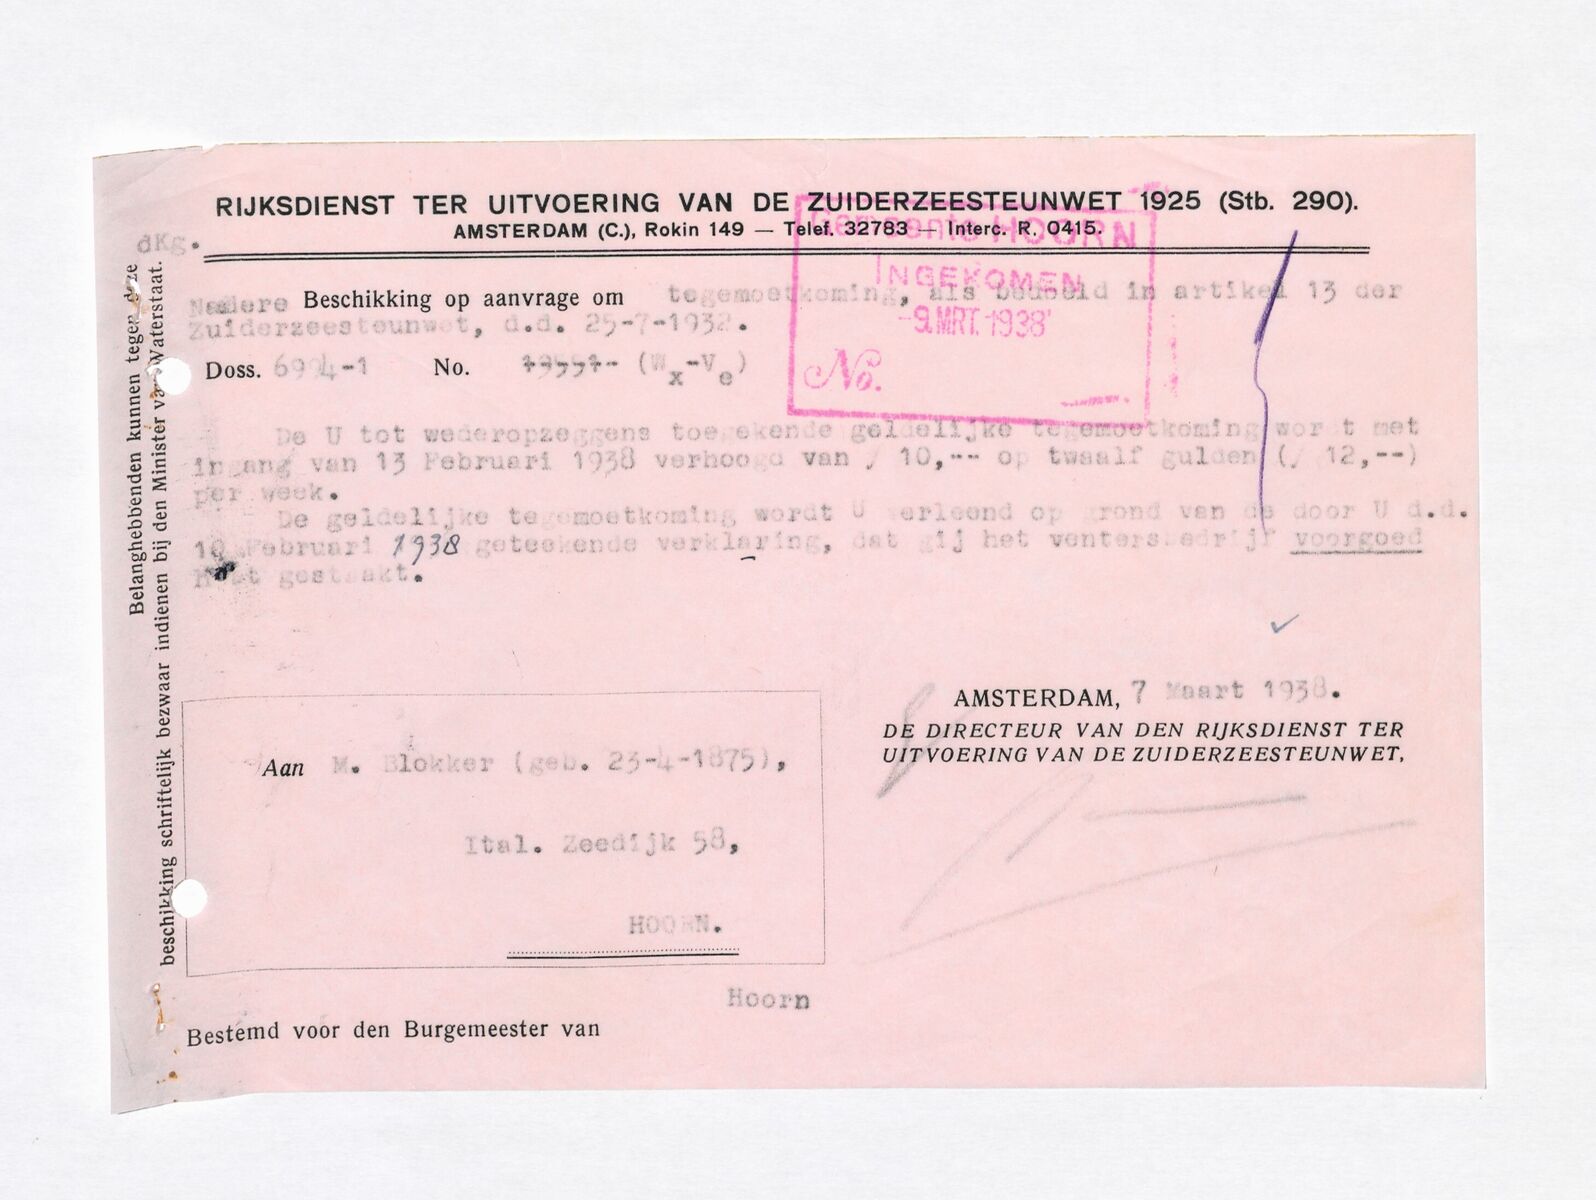 RIJKSDIENST TER UITVOERING VAN DE ZUIDERZEESTEUNWET 1925 (Stb. 290).
AMSTERDAM (C.), Rokin 149 — Telef. 32783 — Interc. R. 0415.
dKg.
Gemeente HOORN
INGEKOMEN
-9.MRT.1938
No.
Nadere Beschikking op aanvrage om tegemoetkoming, als bedoeld in artikel 13 der
Zuiderzeesteunwet, d.d. 25-7-1932.
Doss. 6994-1 No. (Wx-Ve)
De U tot wederopzeggens toegekende geldelijke tegemoetkoming wordt met
ingang van 13 Februari 1938 verhoogd van ƒ 10,-- op twaalf gulden (ƒ 12,--)
per week.
De geldelijke tegemoetkoming wordt U verleend op grond van de door U d.d.
10 Februari 1938 geteekende verklaring, dat gij het ventersbedrijf voorgoed
gestaakt.
AMSTERDAM, 7 Maart 1938.
DE DIRECTEUR VAN DEN RIJKSDIENST TER
UITVOERING VAN DE ZUIDERZEESTEUNWET,
Aan M. Blokker (geb. 23-4-1875),
Ital. Zeedijk 58,
HOORN.
Hoorn
Bestemd voor den Burgemeester van
Belanghebbenden kunnen tegen deze
beschikking schriftelijk bezwaar indienen bij den Minister van Waterstaat.